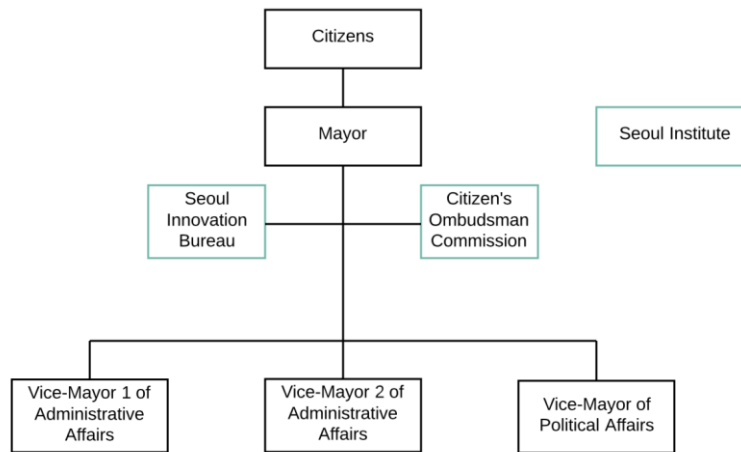 Citizens
Mayor
Seoul Institute
Seoul
Innovation
Bureau
Citizen's
Ombudsman
Commission
Vice-Mayor 1 of
Administrative
Affairs
Vice-Mayor 2 of
Administrative
Affairs
Vice-Mayor of
Political Affairs